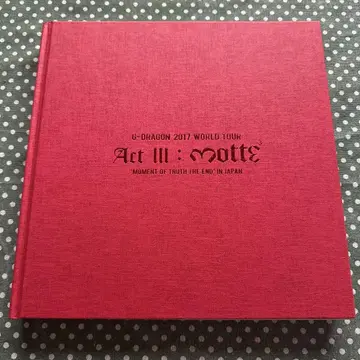 G-DRAGON 2017 WORLD TOUR
Act III : Motte
'MOMENT OF TRUTH THE END' IN JAPAN